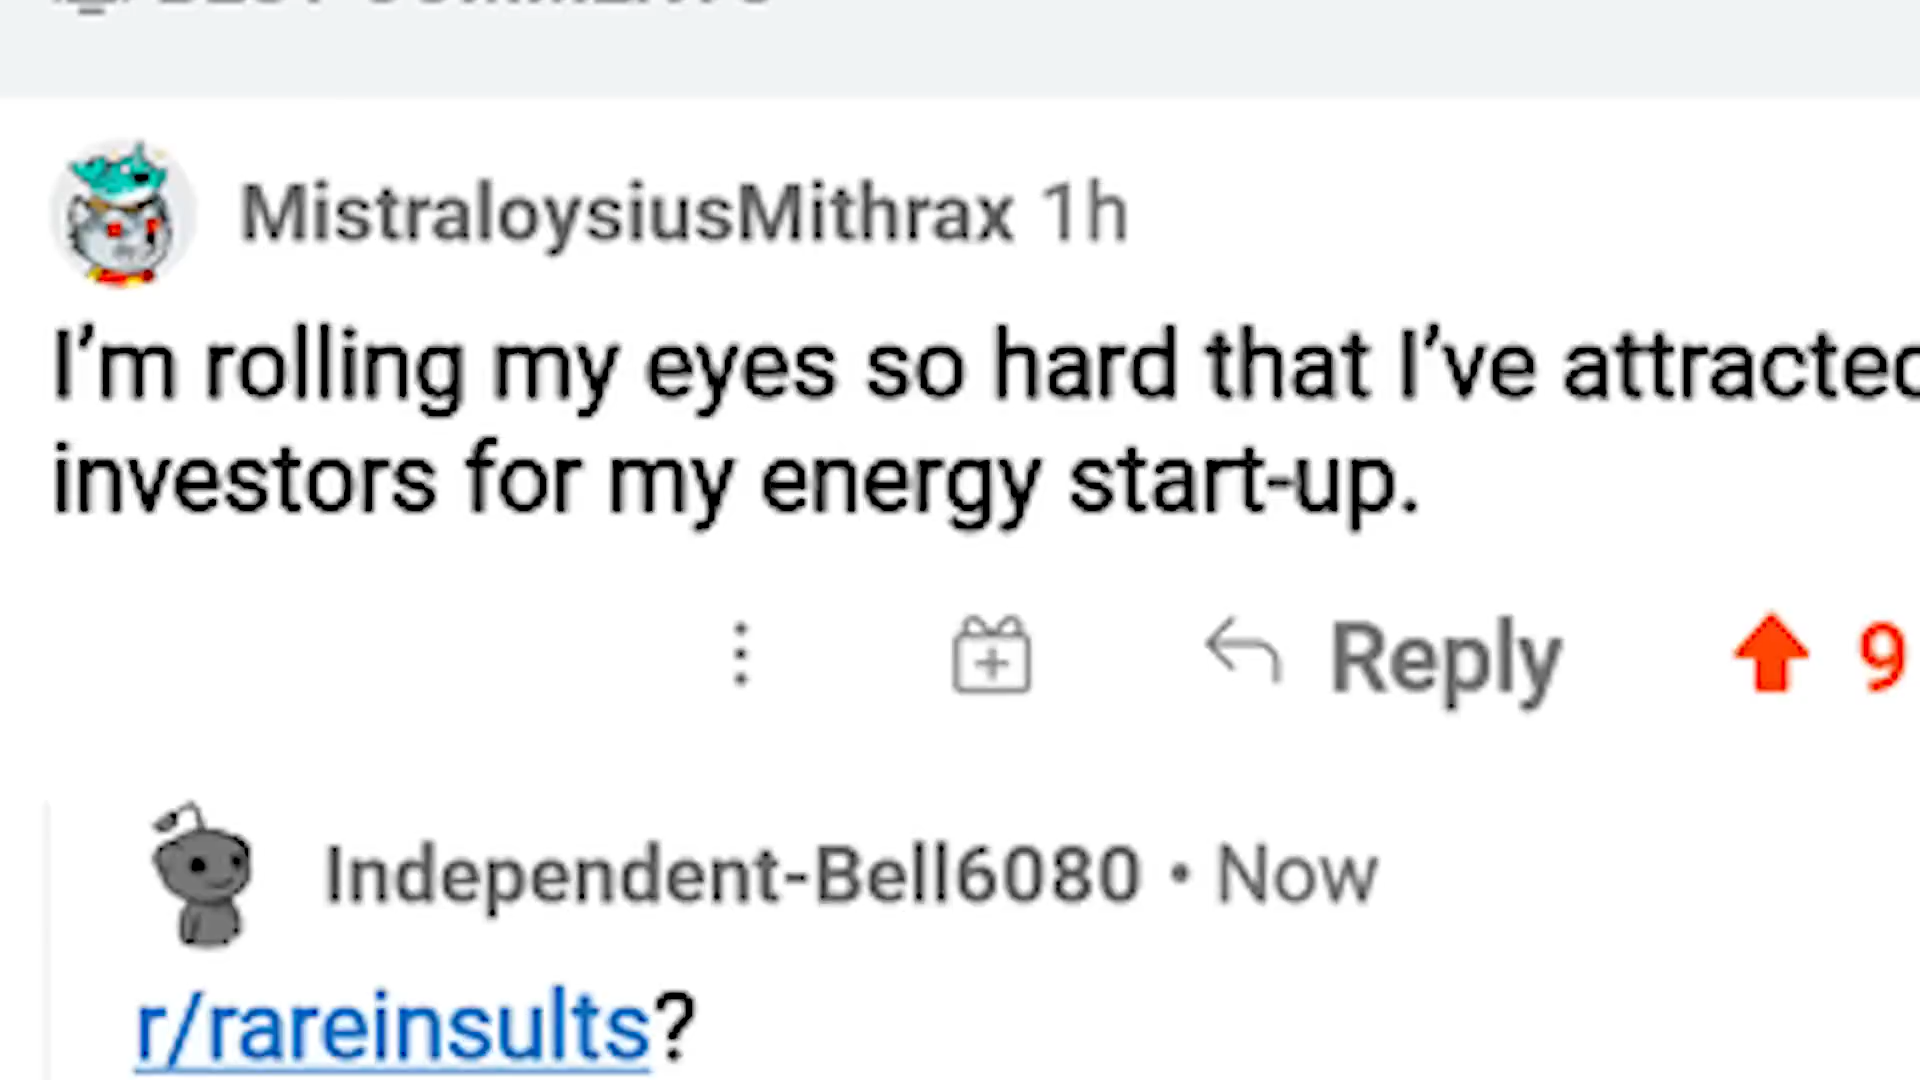 MistraloysiusMithrax 1h
I’m rolling my eyes so hard that I’ve attracted
investors for my energy start-up.
Reply 9
Independent-Bell6080 • Now
r/rareinsults?